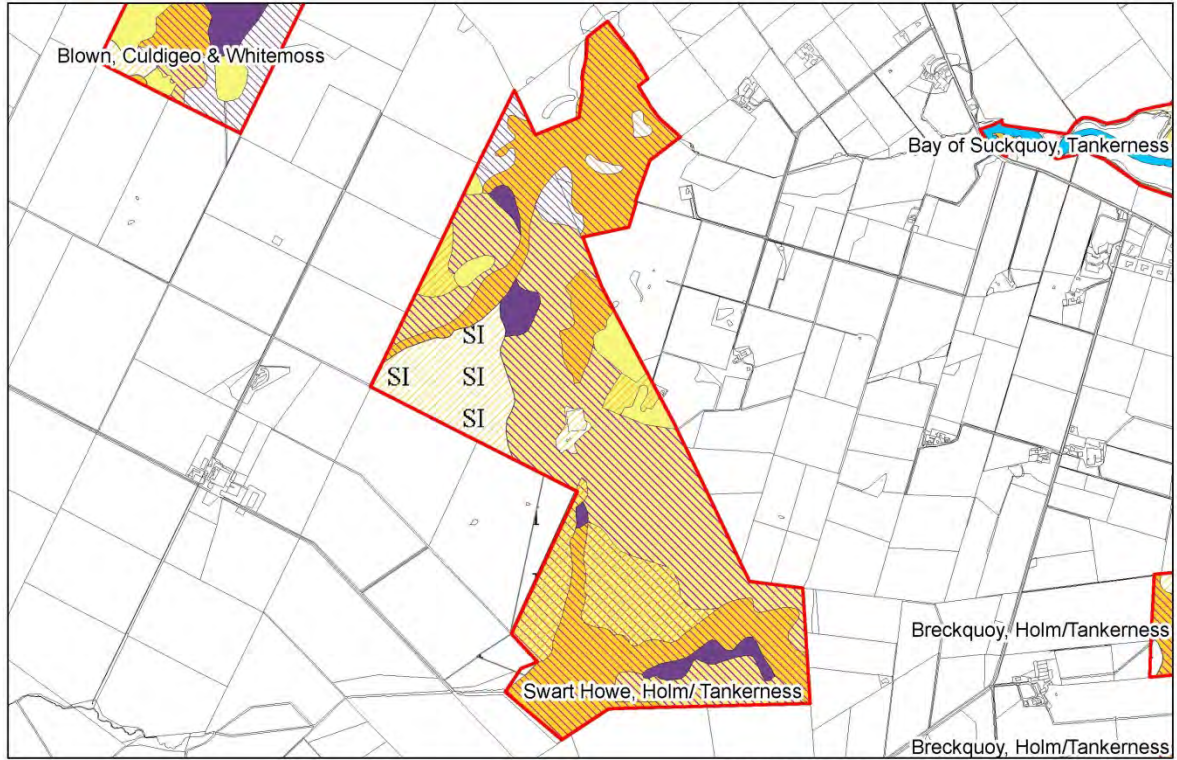 Blown, Culdigeo & Whitemoss
Bay of Suckquoy, Tankerness
SI
SI
SI
SI
Breckquoy, Holm/Tankerness
Swart Howe, Holm/ Tankerness
Breckquoy, Holm/Tankerness